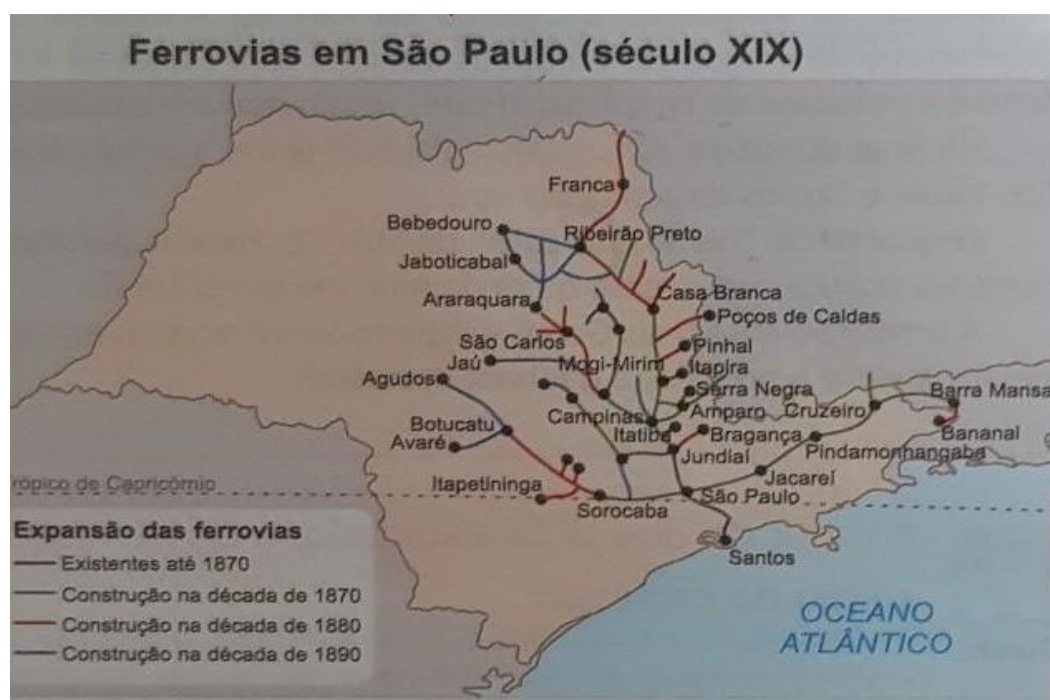 Ferrovias em São Paulo (século XIX)
Franca
Bebedouro
Ribeirão Preto
Jaboticabal
Araraquara
Casa Branca
Poços de Caldas
São Carlos
Pinhal
Jaú
Mogi-Mirim
Itapira
Agudos
Serra Negra
Barra Mansa
Campinas
Amparo
Cruzeiro
Botucatu
Itatiba
Bragança
Bananal
Avaré
Jundiaí
Pindamonhangaba
rópico de Capricórnio
Itapetininga
Jacareí
São Paulo
Sorocaba
Expansão das ferrovias
Existentes até 1870
Santos
Construção na década de 1870
Construção na década de 1880
Construção na década de 1890
OCEANO
ATLÂNTICO